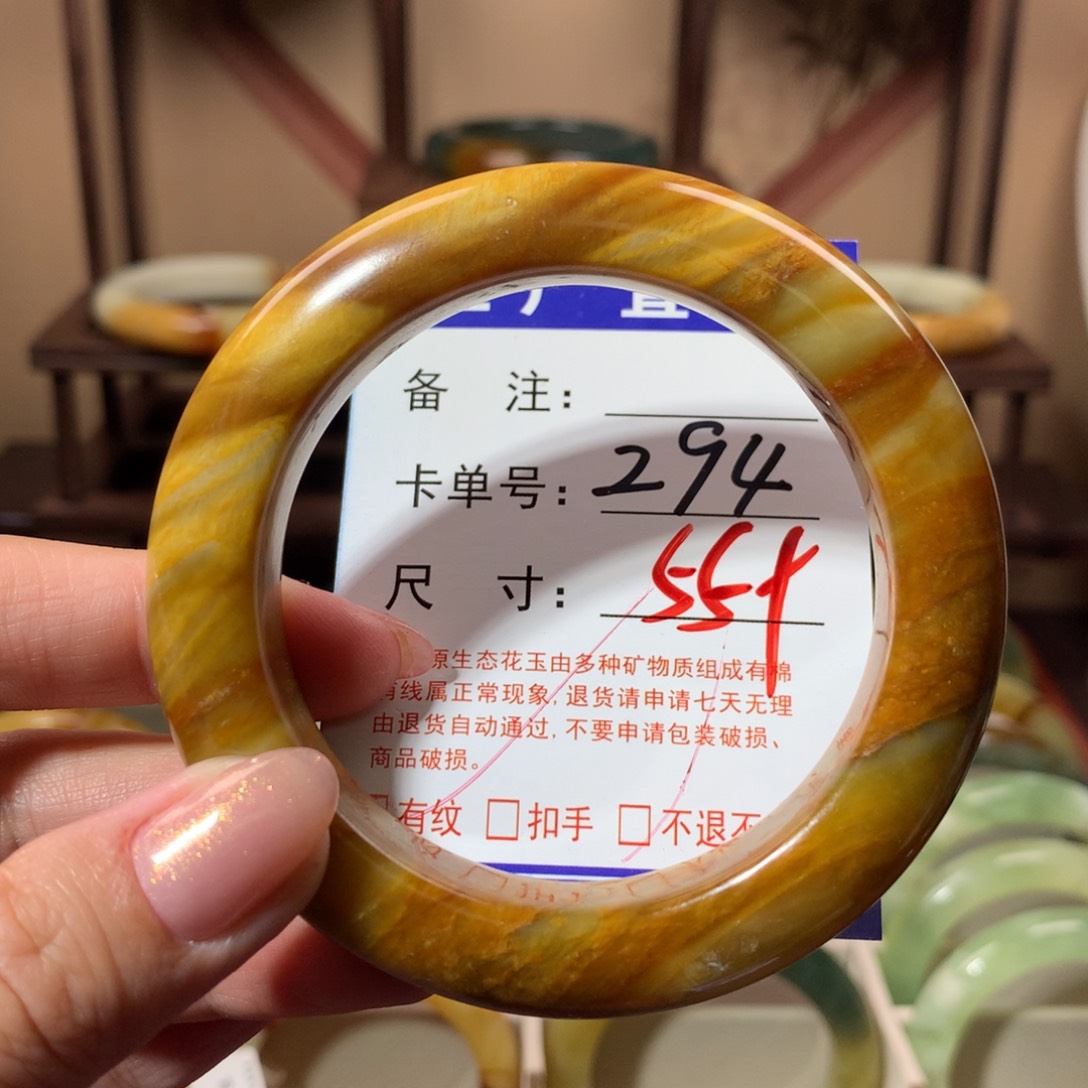 备 注:
卡单号: 294
尺 寸: 554
原生态花玉由多种矿物质组成有棉
有线属正常现象,退货请申请七天无理
由退货自动通过,不要申请包装破损、
商品破损。
□有纹 □扣手 □不退不